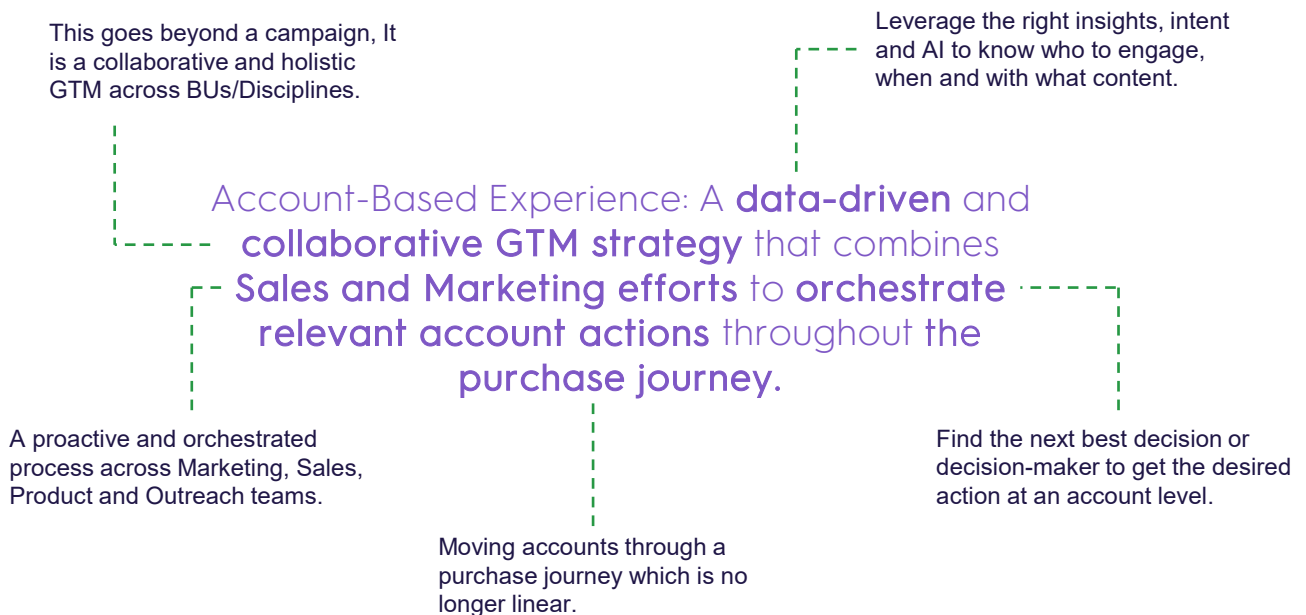 This goes beyond a campaign, It
is a collaborative and holistic
GTM across BUs/Disciplines.
Leverage the right insights, intent
and AI to know who to engage,
when and with what content.
Account-Based Experience: A data-driven and
collaborative GTM strategy that combines
Sales and Marketing efforts to orchestrate
relevant account actions throughout the
purchase journey.
A proactive and orchestrated
process across Marketing, Sales,
Product and Outreach teams.
Find the next best decision or
decision-maker to get the desired
action at an account level.
Moving accounts through a
purchase journey which is no
longer linear.